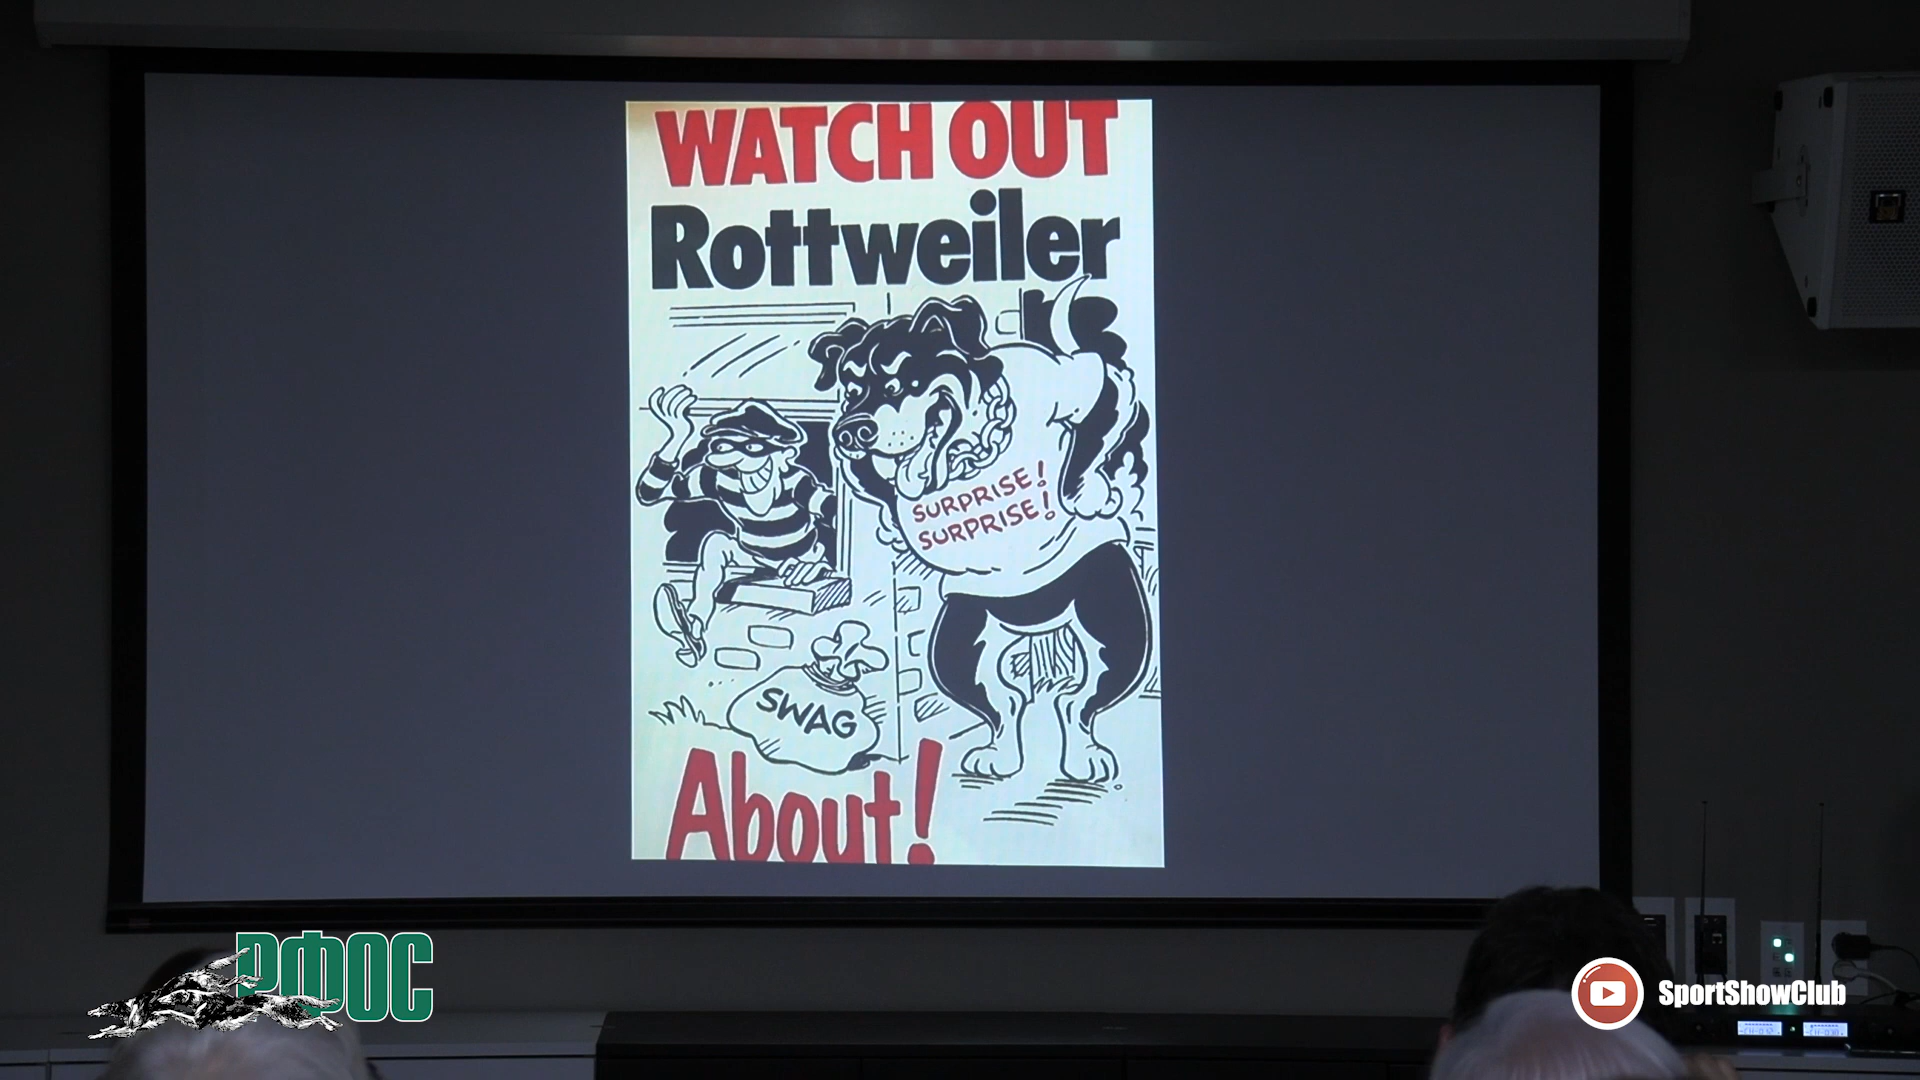 WATCH OUT
Rottweiler
SURPRISE!
SURPRISE!
SWAG
About!
РФОС
SportShowClub